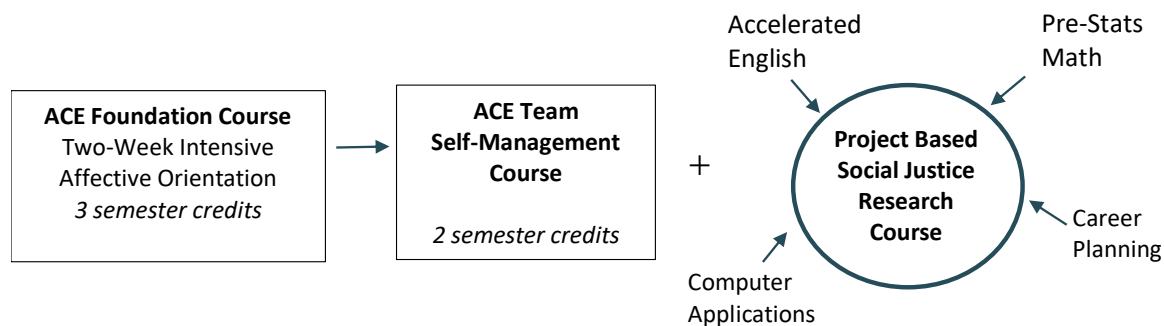 ACE Foundation Course
Two-Week Intensive
Affective Orientation
3 semester credits
ACE Team
Self-Management
Course
2 semester credits
+
Accelerated
English
Pre-Stats
Math
Project Based
Social Justice
Research
Course
Career
Planning
Computer
Applications